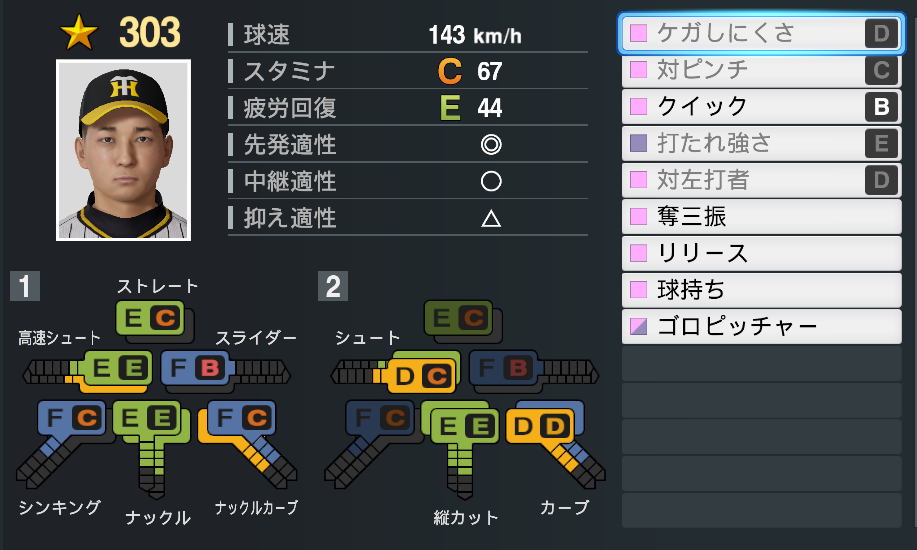 303
球速 143 km/h
スタミナ C 67
疲労回復 E 44
先発適性 ◎
中継適性 ○
抑え適性 △
ケガしにくさ D
対ピンチ C
クイック B
打たれ強さ E
対左打者 D
奪三振
リリース
球持ち
ゴロピッチャー
1
ストレート
E C
高速シュート スライダー
E E F B
F C E E F C
シンキング ナックル ナックルカーブ
2
E C
シュート
D C F B
F C E E D D
縦カット カーブ